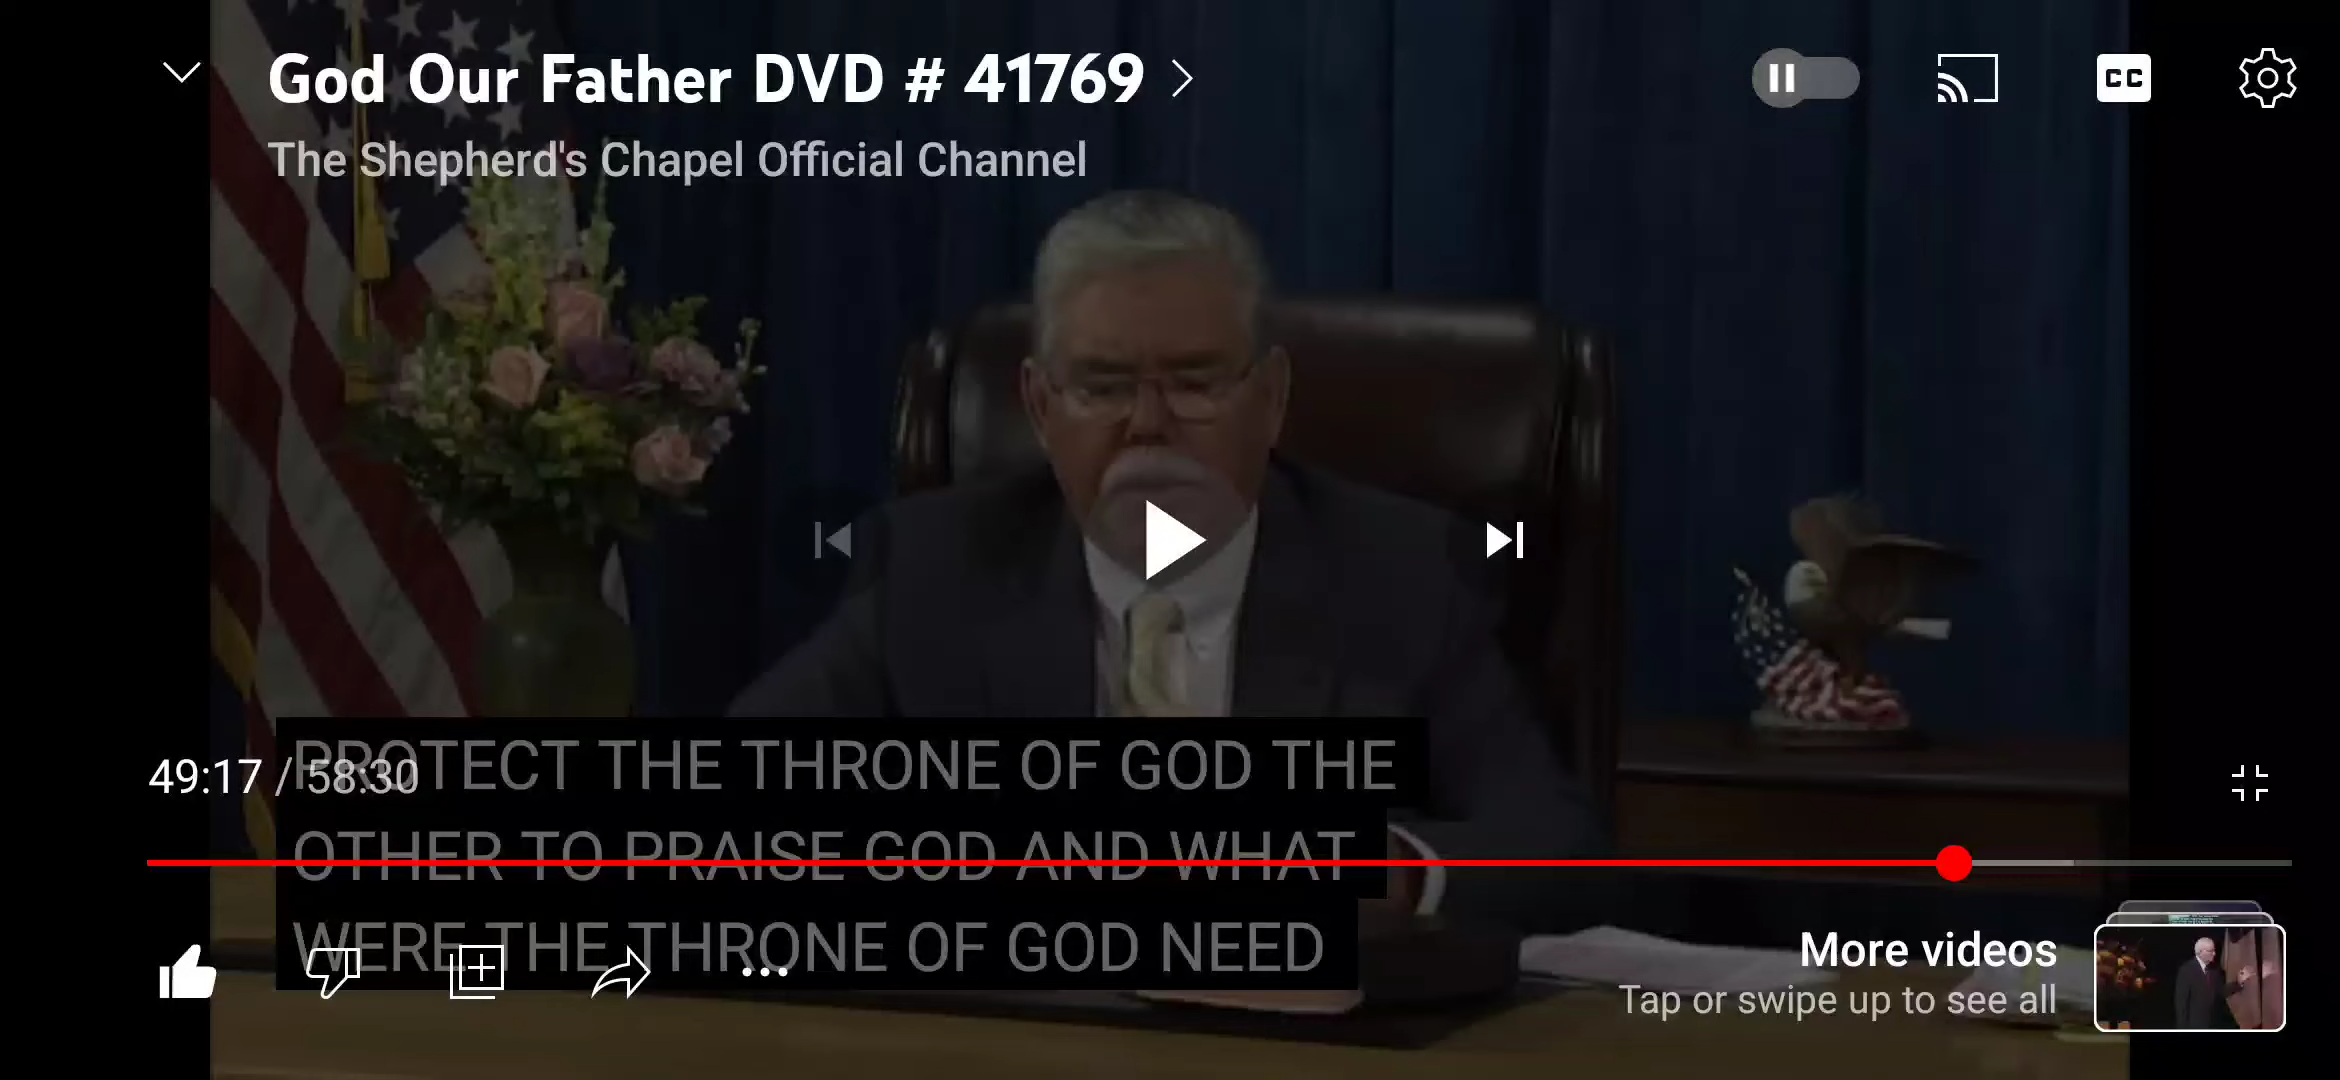 God Our Father DVD # 41769
The Shepherd's Chapel Official Channel
CC
PROTECT THE THRONE OF GOD THE
49:17 / 58:30
OTHER TO PRAISE GOD AND WHAT
WERE THE THRONE OF GOD NEED
More videos
Tap or swipe up to see all